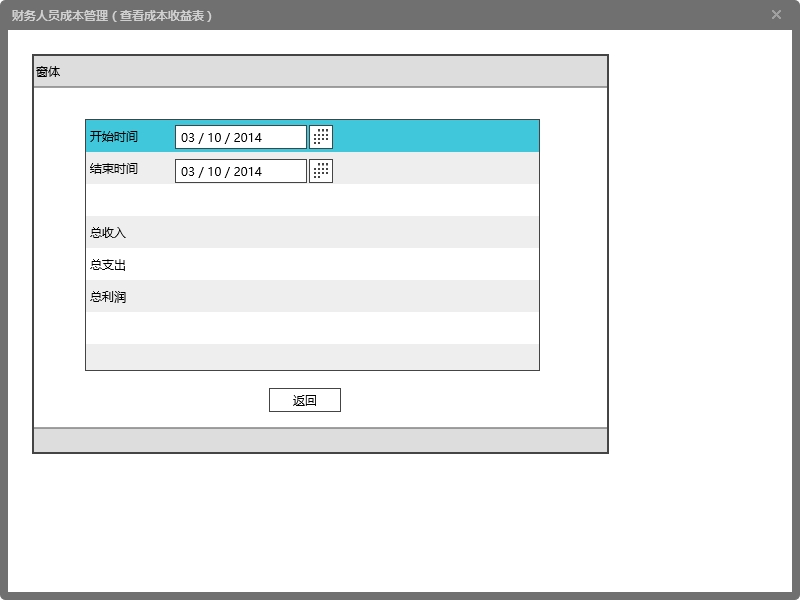 财务人员成本管理（查看成本收益表）
窗体
开始时间 03 / 10 / 2014
结束时间 03 / 10 / 2014
总收入
总支出
总利润
返回